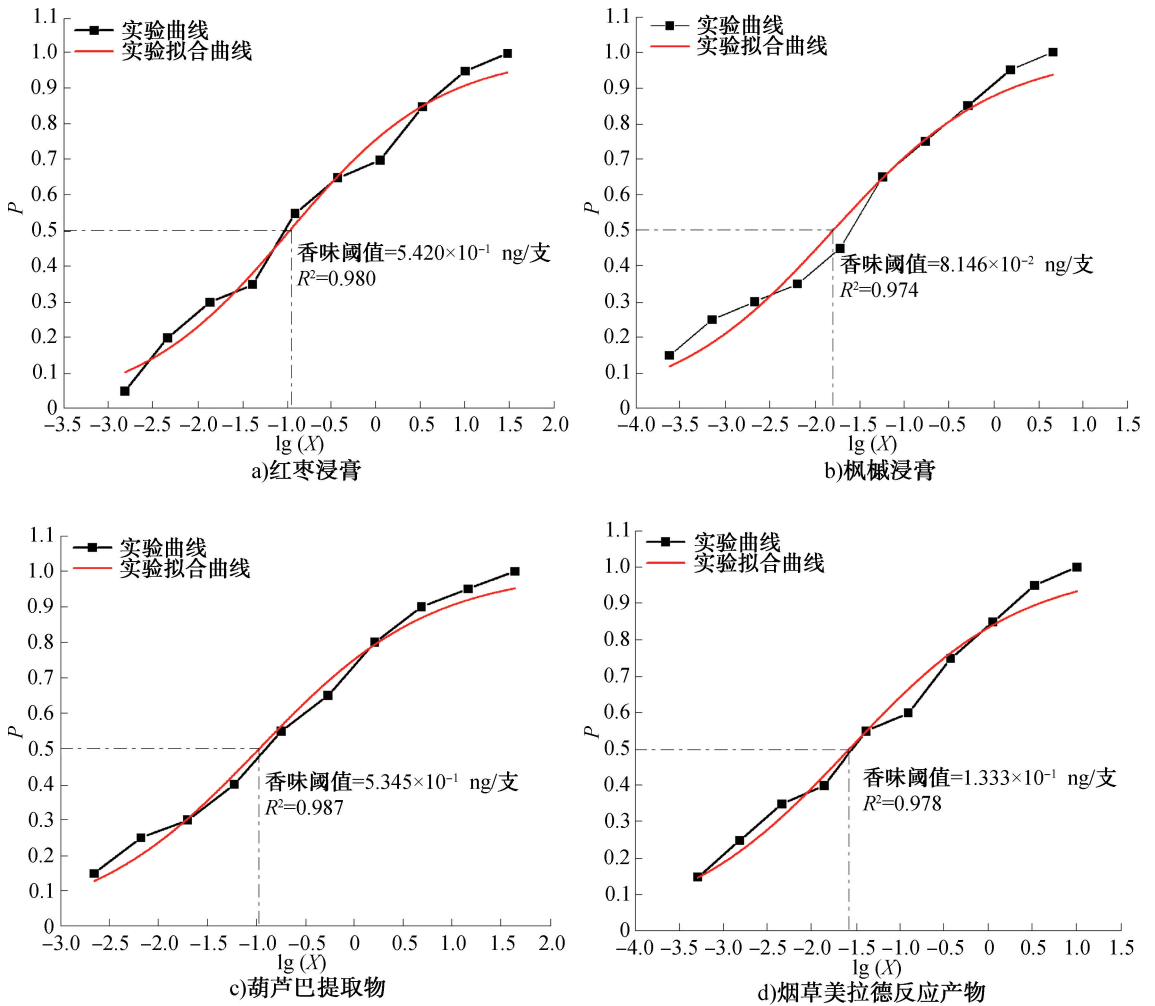 1.1
1.0
0.9
0.8
0.7
0.6
0.5
0.4
0.3
0.2
0.1
0
P
实验曲线
实验拟合曲线
香味阈值=5.420×10⁻¹ ng/支
R²=0.980
−3.5 −3.0 −2.5 −2.0 −1.5 −1.0 −0.5 0 0.5 1.0 1.5 2.0
lg (X)
a)红枣浸膏
1.1
1.0
0.9
0.8
0.7
0.6
0.5
0.4
0.3
0.2
0.1
0
P
实验曲线
实验拟合曲线
香味阈值=8.146×10⁻² ng/支
R²=0.974
−4.0 −3.5 −3.0 −2.5 −2.0 −1.5 −1.0 −0.5 0 0.5 1.0 1.5
lg (X)
b)枫槭浸膏
1.1
1.0
0.9
0.8
0.7
0.6
0.5
0.4
0.3
0.2
0.1
0
P
实验曲线
实验拟合曲线
香味阈值=5.345×10⁻¹ ng/支
R²=0.987
−3.0 −2.5 −2.0 −1.5 −1.0 −0.5 0 0.5 1.0 1.5 2.0
lg (X)
c)葫芦巴提取物
1.1
1.0
0.9
0.8
0.7
0.6
0.5
0.4
0.3
0.2
0.1
0
P
实验曲线
实验拟合曲线
香味阈值=1.333×10⁻¹ ng/支
R²=0.978
−4.0 −3.5 −3.0 −2.5 −2.0 −1.5 −1.0 −0.5 0 0.5 1.0 1.5
lg (X)
d)烟草美拉德反应产物